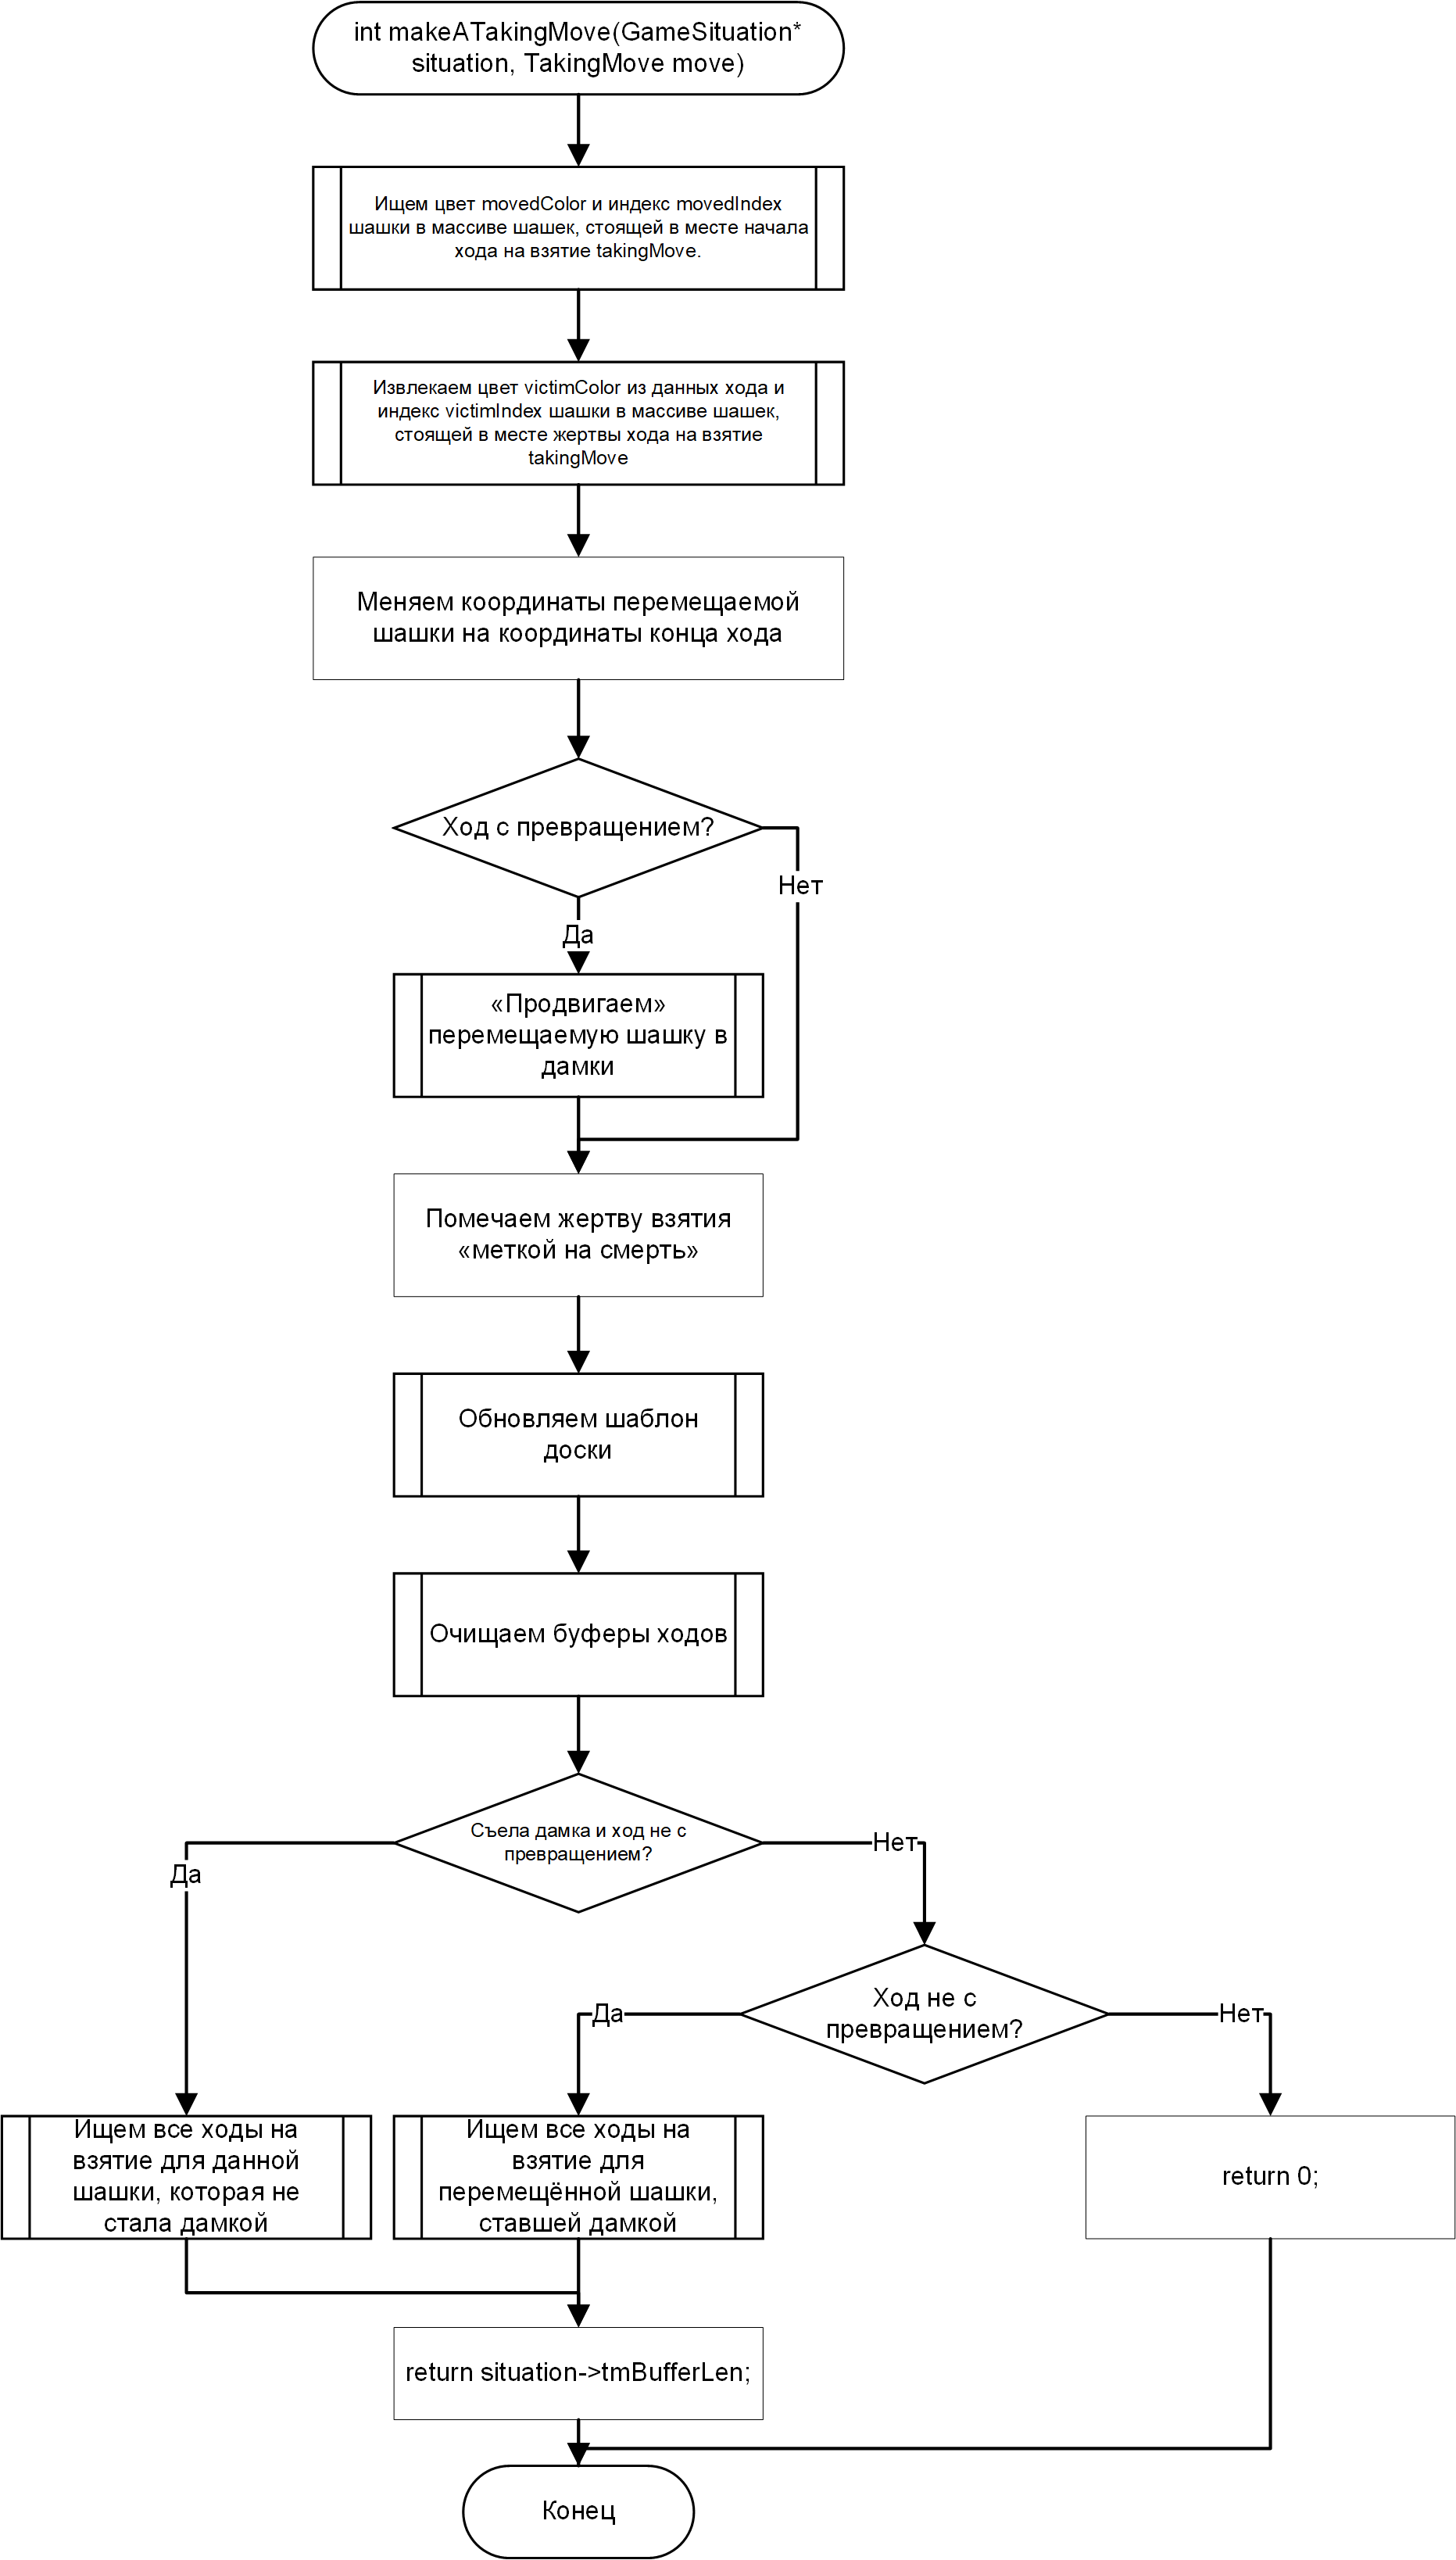 int makeATakingMove(GameSituation*
situation, TakingMove move)
Ищем цвет movedColor и индекс movedIndex
шашки в массиве шашек, стоящей в месте начала
хода на взятие takingMove.
Извлекаем цвет victimColor из данных хода и
индекс victimIndex шашки в массиве шашек,
стоящей в месте жертвы хода на взятие
takingMove
Меняем координаты перемещаемой
шашки на координаты конца хода
Ход с превращением?
Нет
Да
«Продвигаем»
перемещаемую шашку в
дамки
Помечаем жертву взятия
«меткой на смерть»
Обновляем шаблон
доски
Очищаем буферы ходов
Съела дамка и ход не с
превращением?
Нет
Да
Ход не с
превращением?
Да
Нет
Ищем все ходы на
взятие для данной
шашки, которая не
стала дамкой
Ищем все ходы на
взятие для
перемещённой шашки,
ставшей дамкой
return 0;
return situation->tmBufferLen;
Конец